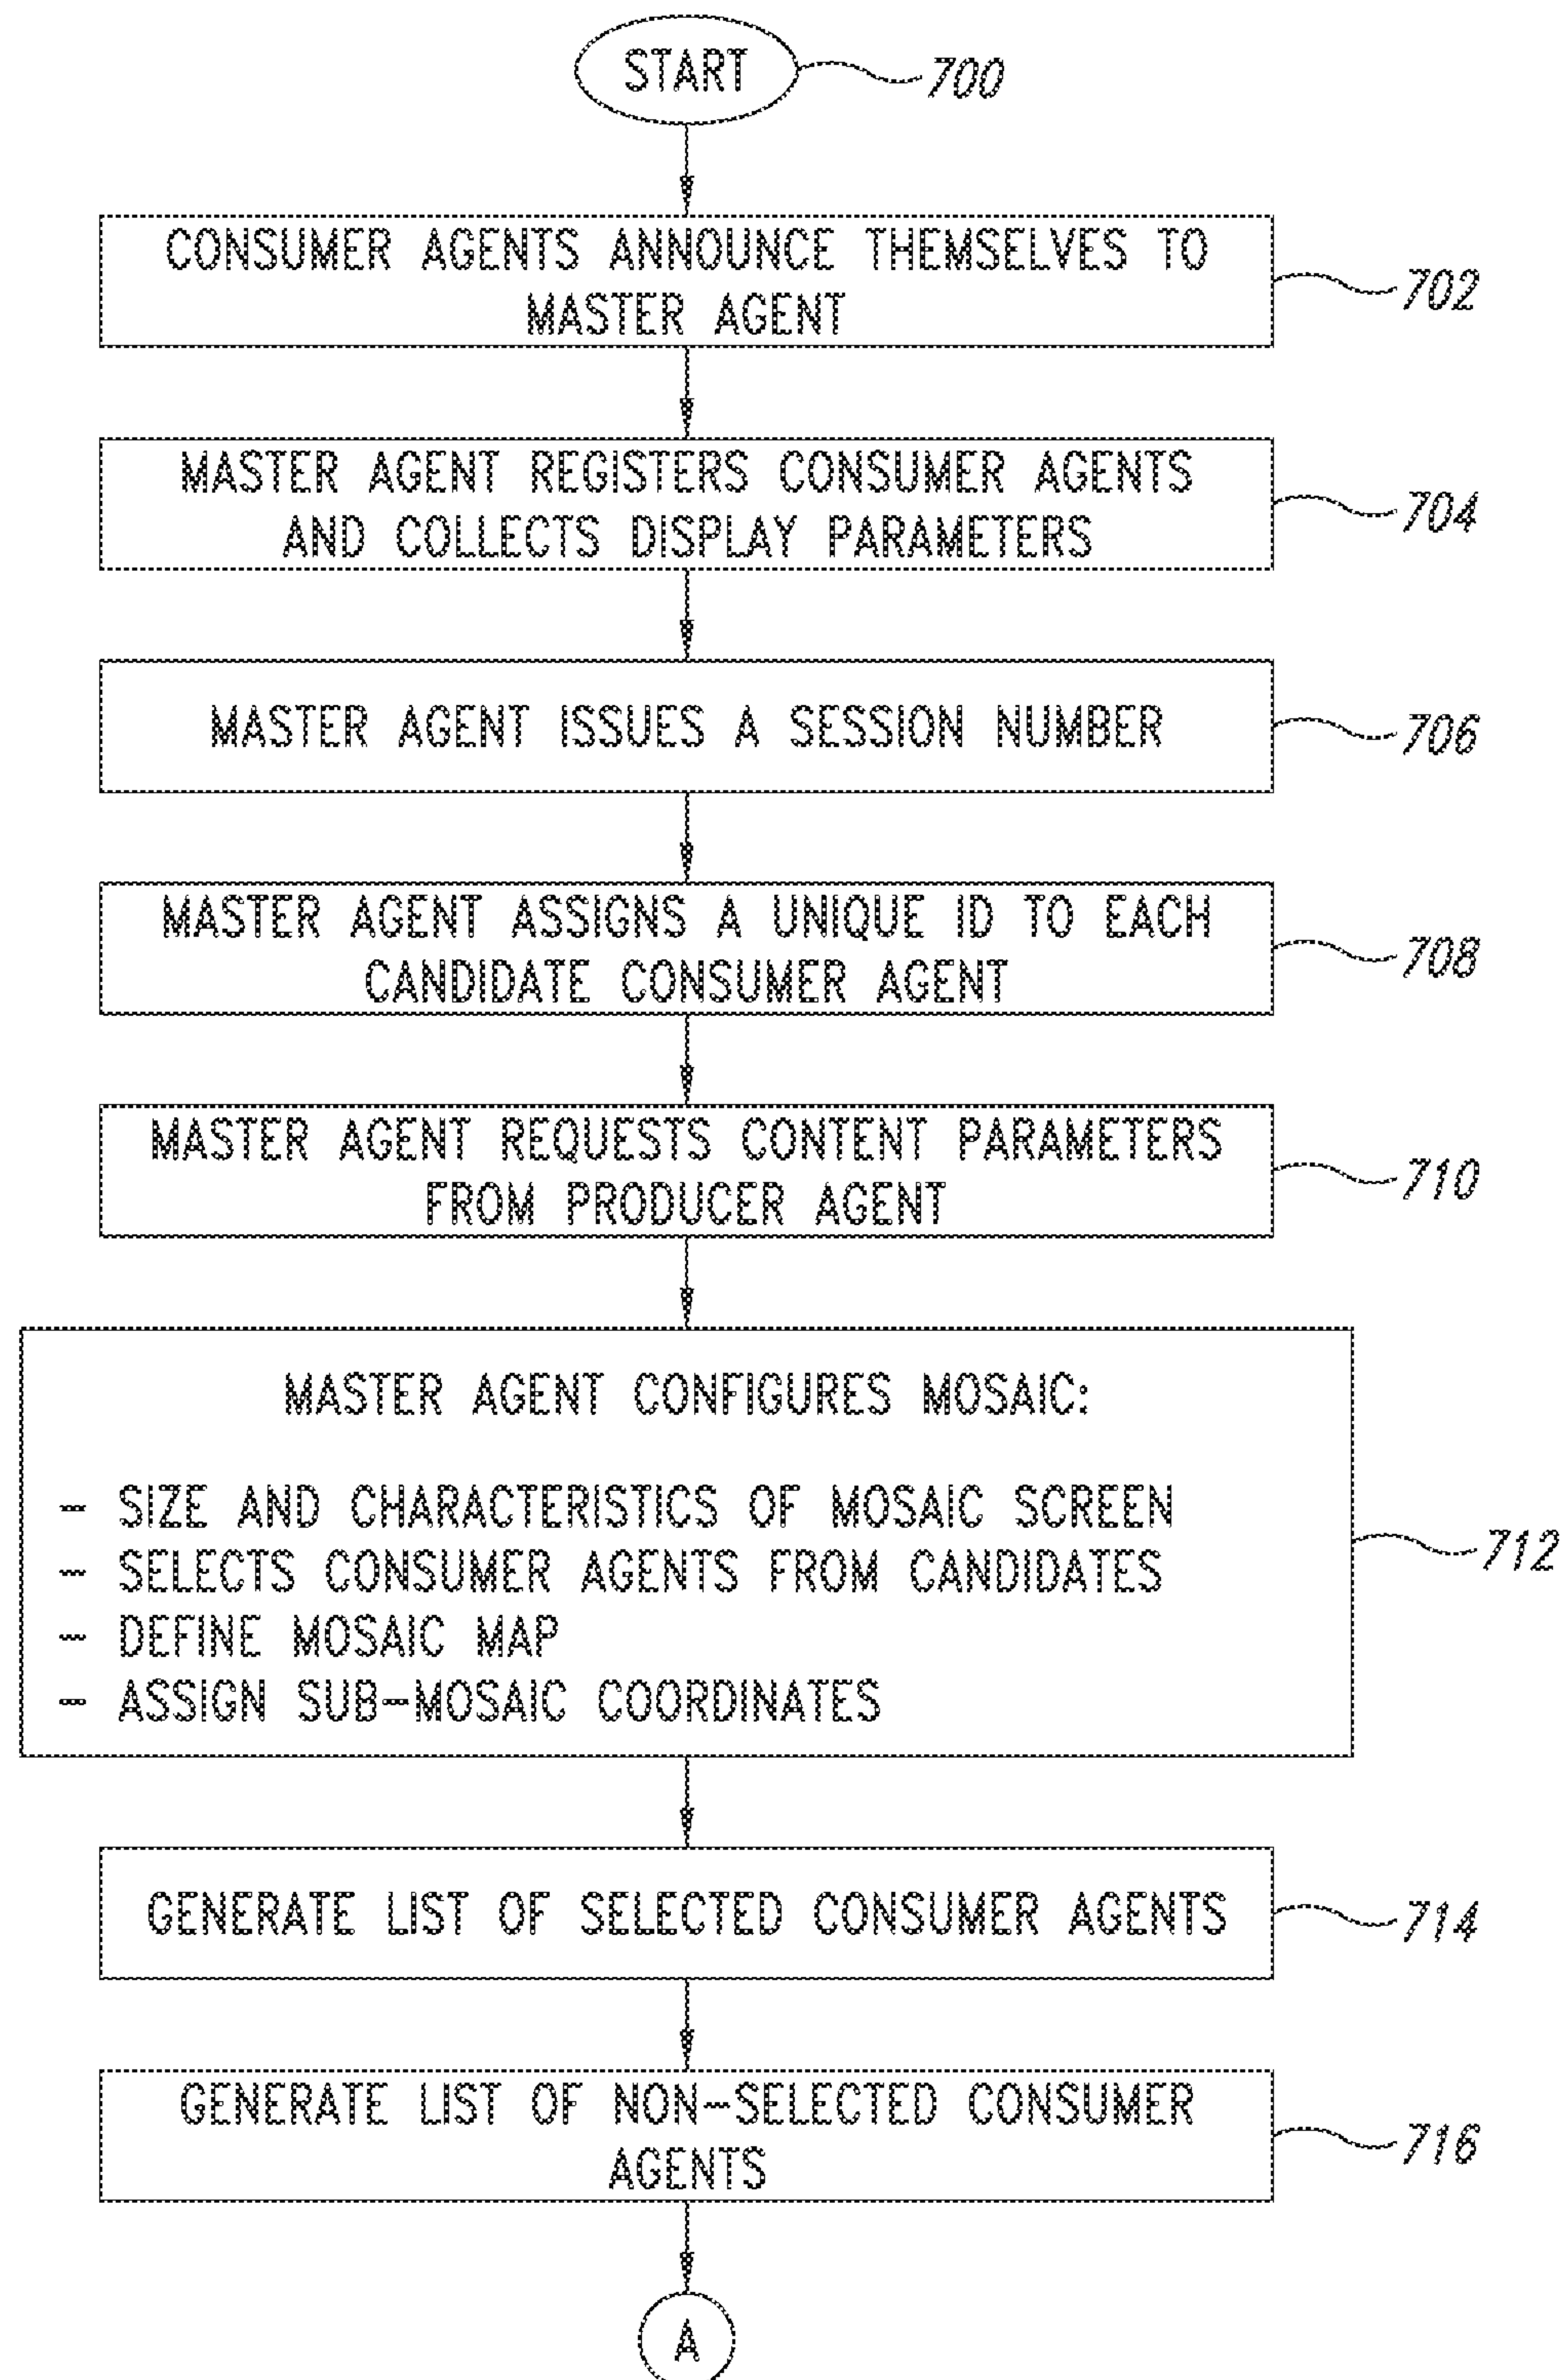 START
700
CONSUMER AGENTS ANNOUNCE THEMSELVES TO
MASTER AGENT
702
MASTER AGENT REGISTERS CONSUMER AGENTS
AND COLLECTS DISPLAY PARAMETERS
704
MASTER AGENT ISSUES A SESSION NUMBER
706
MASTER AGENT ASSIGNS A UNIQUE ID TO EACH
CANDIDATE CONSUMER AGENT
708
MASTER AGENT REQUESTS CONTENT PARAMETERS
FROM PRODUCER AGENT
710
MASTER AGENT CONFIGURES MOSAIC:
- SIZE AND CHARACTERISTICS OF MOSAIC SCREEN
- SELECTS CONSUMER AGENTS FROM CANDIDATES
- DEFINE MOSAIC MAP
- ASSIGN SUB-MOSAIC COORDINATES
712
GENERATE LIST OF SELECTED CONSUMER AGENTS
714
GENERATE LIST OF NON-SELECTED CONSUMER
AGENTS
716
A